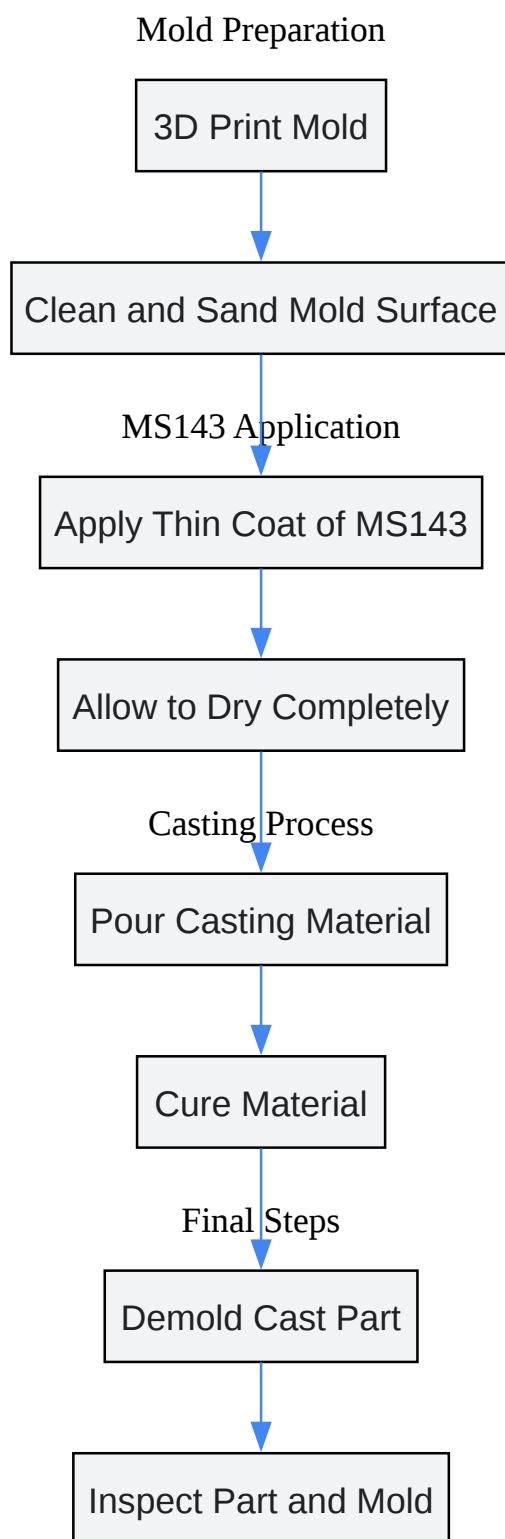 Mold Preparation
3D Print Mold
Clean and Sand Mold Surface
MS143 Application
Apply Thin Coat of MS143
Allow to Dry Completely
Casting Process
Pour Casting Material
Cure Material
Final Steps
Demold Cast Part
Inspect Part and Mold